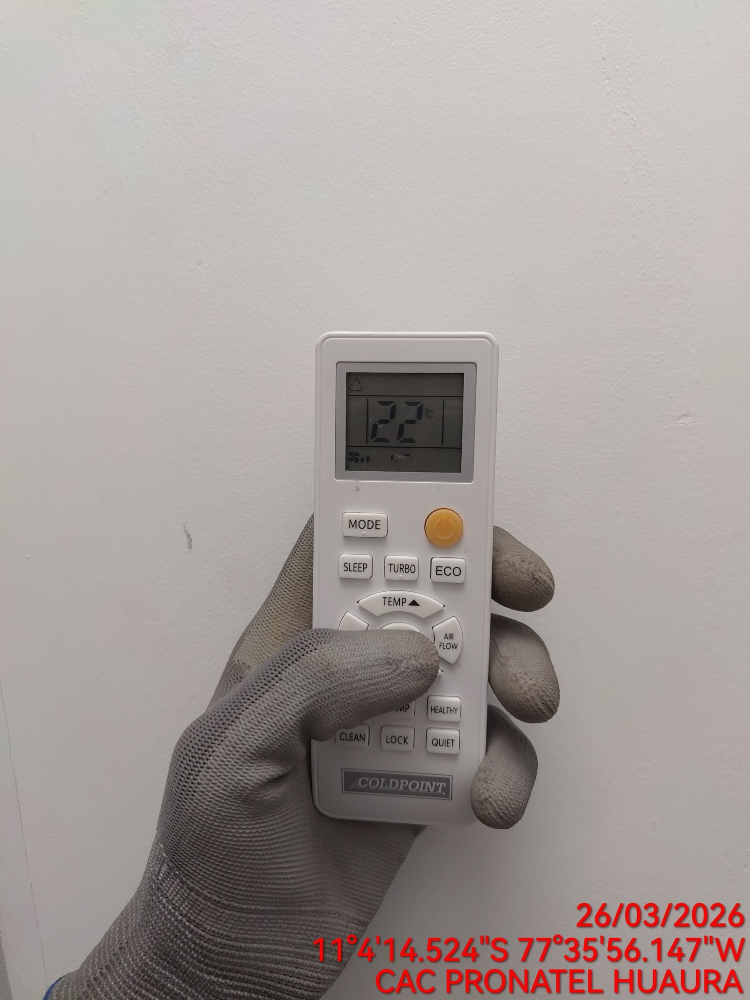 22°C
MODE
SLEEP TURBO ECO
TEMP▲
AIR
FLOW
HEALTHY
CLEAN LOCK QUIET
COLDPOINT
26/03/2026
11°4'14.524"S 77°35'56.147"W
CAC PRONATEL HUAURA